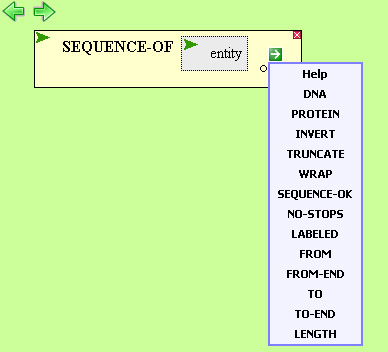 SEQUENCE-OF entity
Help
DNA
PROTEIN
INVERT
TRUNCATE
WRAP
SEQUENCE-OK
NO-STOPS
LABELED
FROM
FROM-END
TO
TO-END
LENGTH